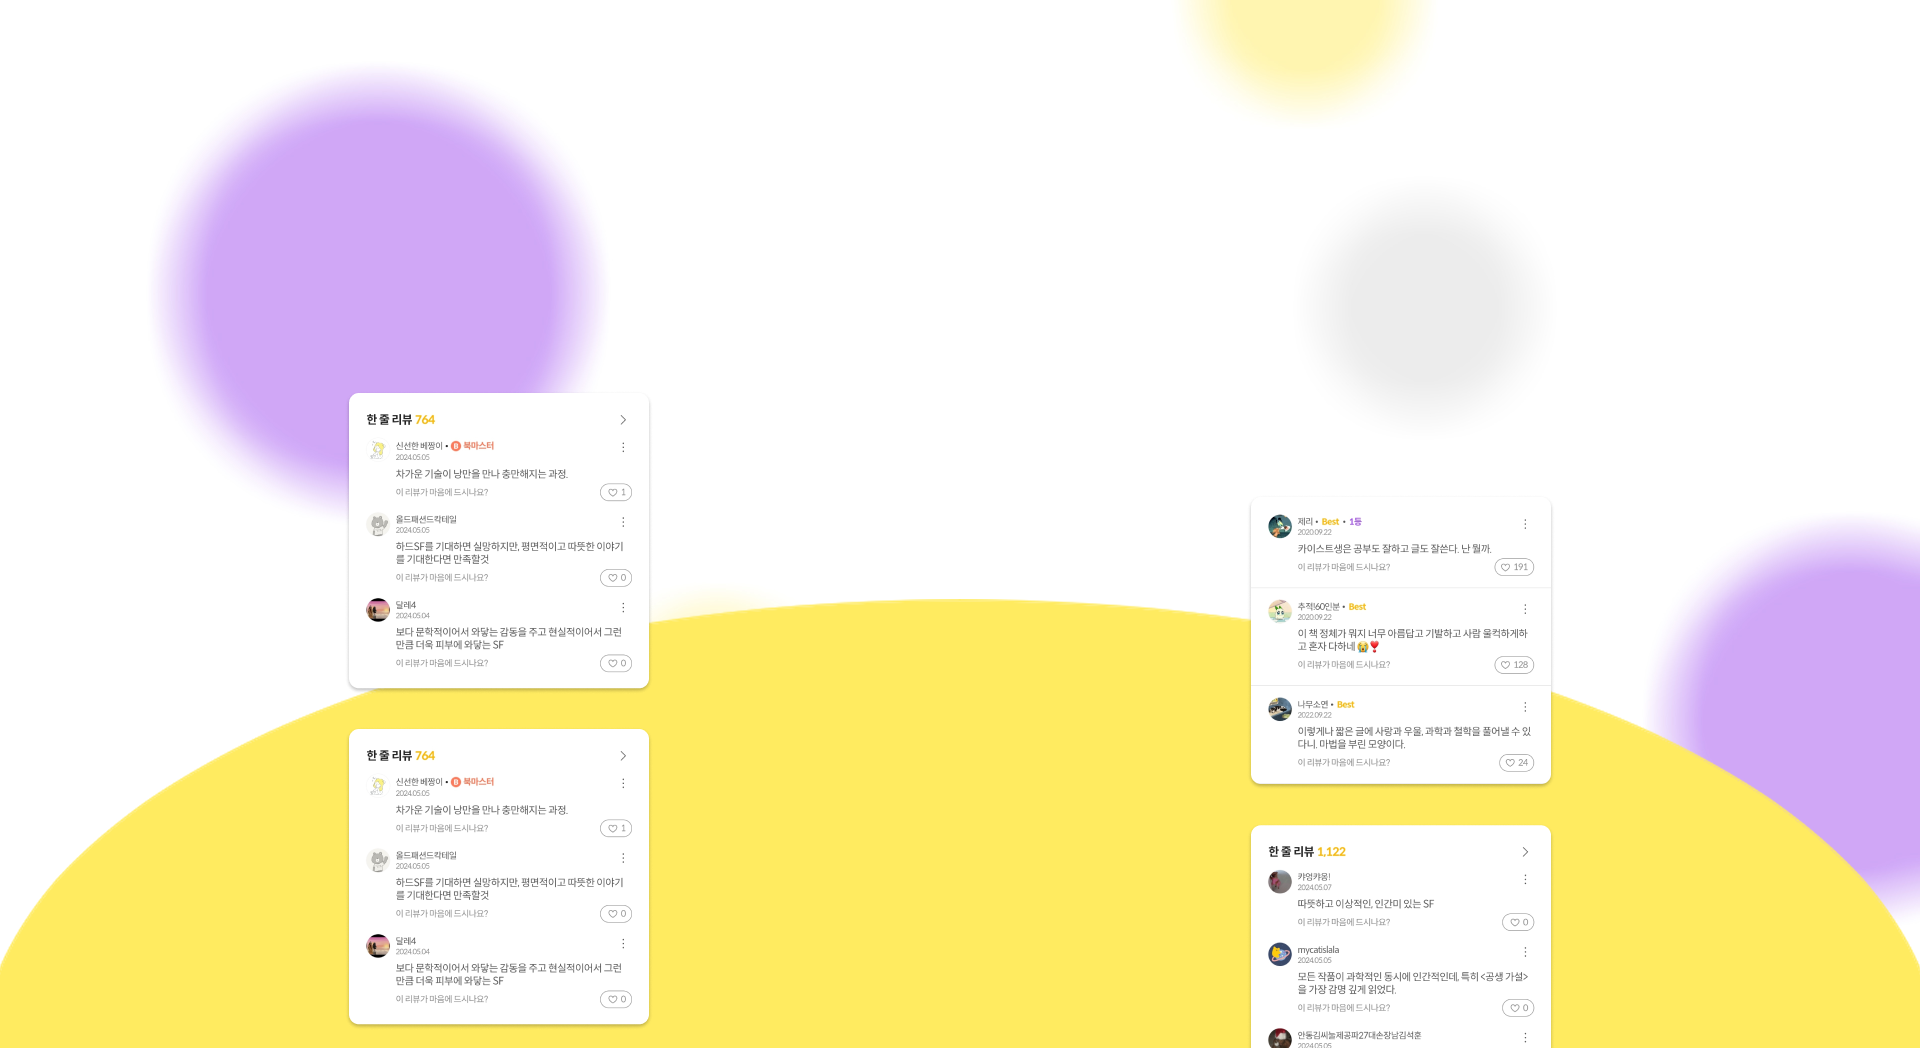 한 줄 리뷰 764
신선한 베짱이 • B 북마스터
2024.05.05
차가운 기술이 낭만을 만나 충만해지는 과정.
이 리뷰가 마음에 드시나요?
1
올드패션드칵테일
2024.05.05
하드SF를 기대하면 실망하지만, 평면적이고 따뜻한 이야기
를 기대한다면 만족할것
이 리뷰가 마음에 드시나요?
0
달레4
2024.05.04
보다 문학적이어서 와닿는 감동을 주고 현실적이어서 그런
만큼 더욱 피부에 와닿는 SF
이 리뷰가 마음에 드시나요?
0
한 줄 리뷰 764
신선한 베짱이 • B 북마스터
2024.05.05
차가운 기술이 낭만을 만나 충만해지는 과정.
이 리뷰가 마음에 드시나요?
1
올드패션드칵테일
2024.05.05
하드SF를 기대하면 실망하지만, 평면적이고 따뜻한 이야기
를 기대한다면 만족할것
이 리뷰가 마음에 드시나요?
0
달레4
2024.05.04
보다 문학적이어서 와닿는 감동을 주고 현실적이어서 그런
만큼 더욱 피부에 와닿는 SF
이 리뷰가 마음에 드시나요?
0
제리 • Best • 1등
2020.09.22
카이스트생은 공부도 잘하고 글도 잘쓴다. 난 뭘까.
이 리뷰가 마음에 드시나요?
191
추적!60인분 • Best
2020.09.22
이 책 정체가 뭐지 너무 아름답고 기발하고 사람 울컥하게하
고 혼자 다하네 😭❣️
이 리뷰가 마음에 드시나요?
128
나무소연 • Best
2022.09.22
이렇게나 짧은 글에 사랑과 우울, 과학과 철학을 풀어낼 수 있
다니. 마법을 부린 모양이다.
이 리뷰가 마음에 드시나요?
24
한 줄 리뷰 1,122
캬엉캬웅!
2024.05.07
따뜻하고 이상적인, 인간미 있는 SF
이 리뷰가 마음에 드시나요?
0
mycatislala
2024.05.05
모든 작품이 과학적인 동시에 인간적인데, 특히 <공생 가설>
을 가장 감명 깊게 읽었다.
이 리뷰가 마음에 드시나요?
0
안동김씨눌제공파27대손장남김석훈
2024.05.05